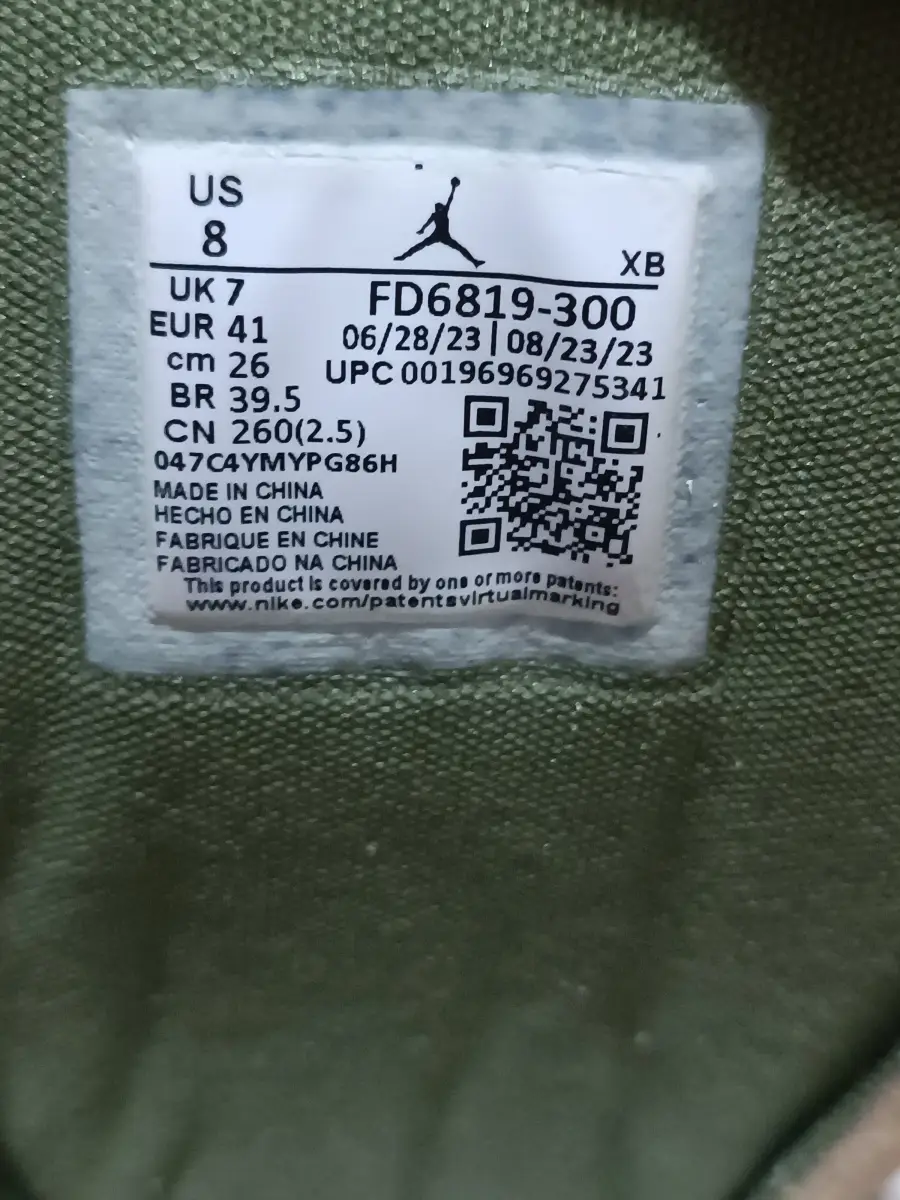 US
8
XB
UK 7
FD6819-300
EUR 41
06/28/23 | 08/23/23
cm 26
UPC 00196969275341
BR 39.5
CN 260(2.5)
047C4YMYPG86H
MADE IN CHINA
HECHO EN CHINA
FABRIQUE EN CHINE
FABRICADO NA CHINA
This product is covered by one or more patents:
www.nike.com/patentsvirtualmarking